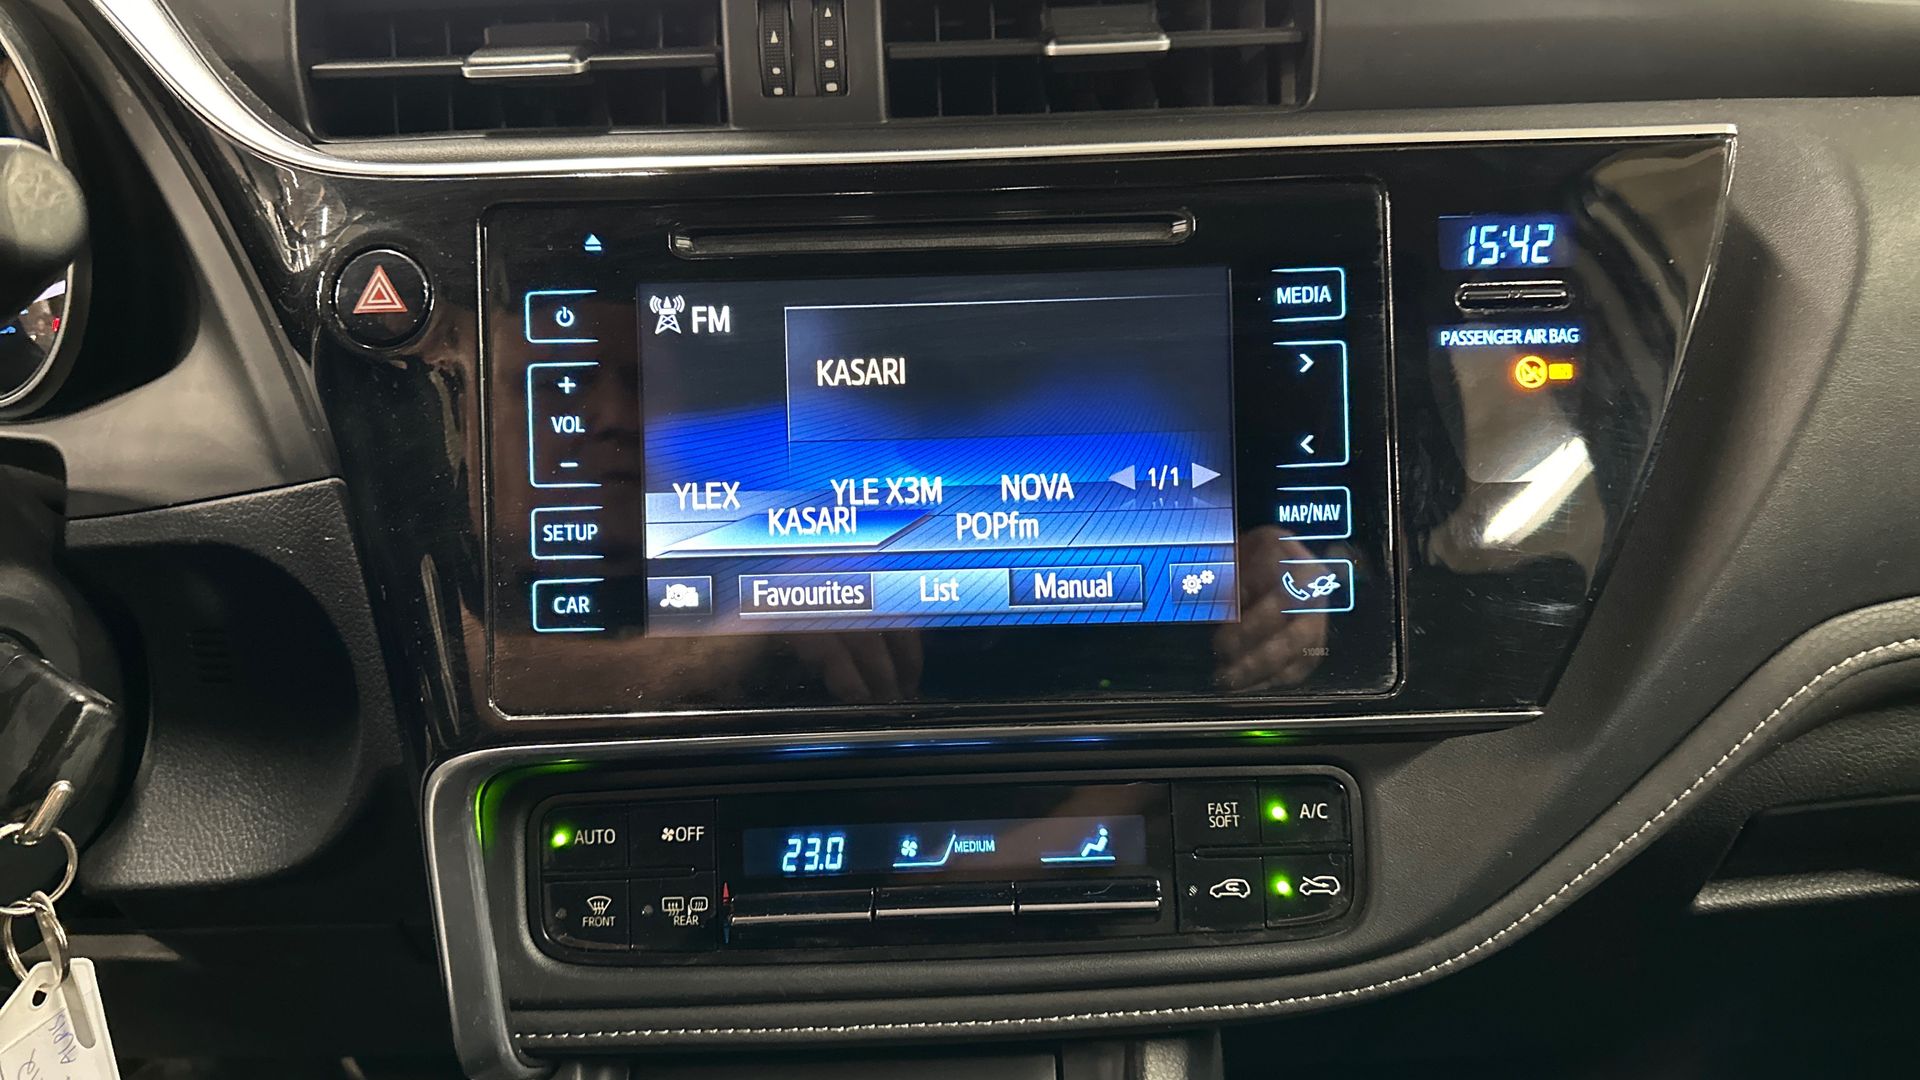 15:42
MEDIA
FM
PASSENGER AIR BAG
KASARI
+
VOL
-
YLEX YLE X3M NOVA 1/1
KASARI POPfm
SETUP
MAP/NAV
Favourites List Manual
CAR
510082
AUTO
OFF
23.0
MEDIUM
FAST
SOFT
A/C
FRONT
REAR